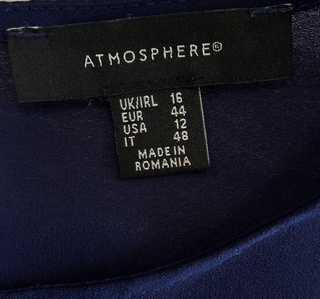 ATMOSPHERE®
UK/IRL 16
EUR 44
USA 12
IT 48
MADE IN
ROMANIA